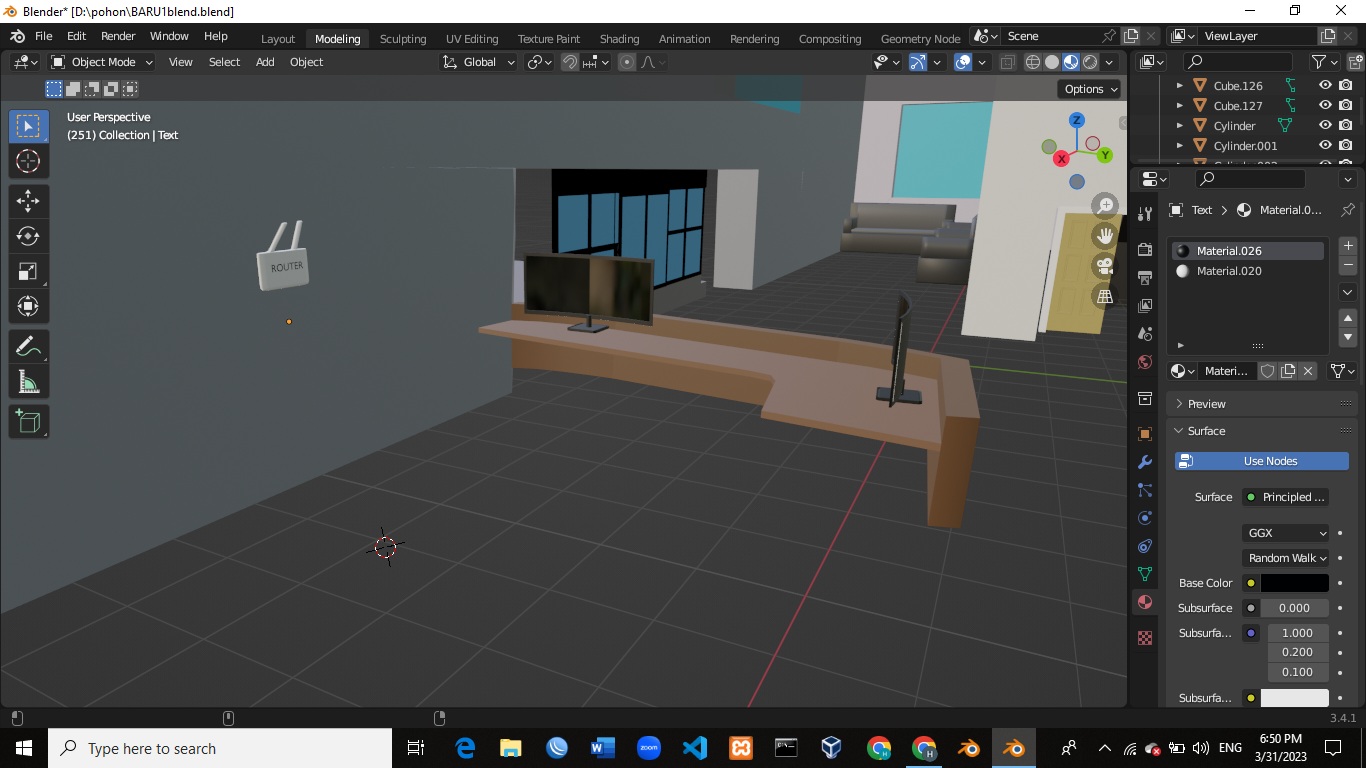 Blender* [D:\pohon\BARU1blend.blend]
File Edit Render Window Help
Layout Modeling Sculpting UV Editing Texture Paint Shading Animation Rendering Compositing Geometry Node
Scene
ViewLayer
Object Mode View Select Add Object
Global
Options
User Perspective
(251) Collection | Text
Z
X
Y
ROUTER
Cube.126
Cube.127
Cylinder
Cylinder.001
Text > Material.0...
Material.026
Material.020
Materi...
Preview
Surface
Use Nodes
Surface Principled ...
GGX
Random Walk
Base Color
Subsurface 0.000
Subsurfa... 1.000
0.200
0.100
Subsurfa...
3.4.1
Type here to search
zoom
ENG
6:50 PM
3/31/2023